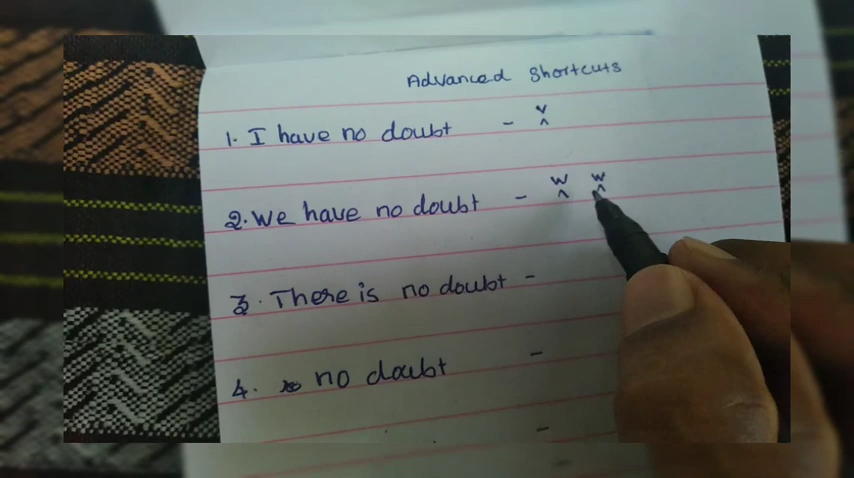 Advanced Shortcuts
1. I have no doubt - v ^
2. We have no doubt - w ^ w ^
3. There is no doubt -
4. no doubt -
-